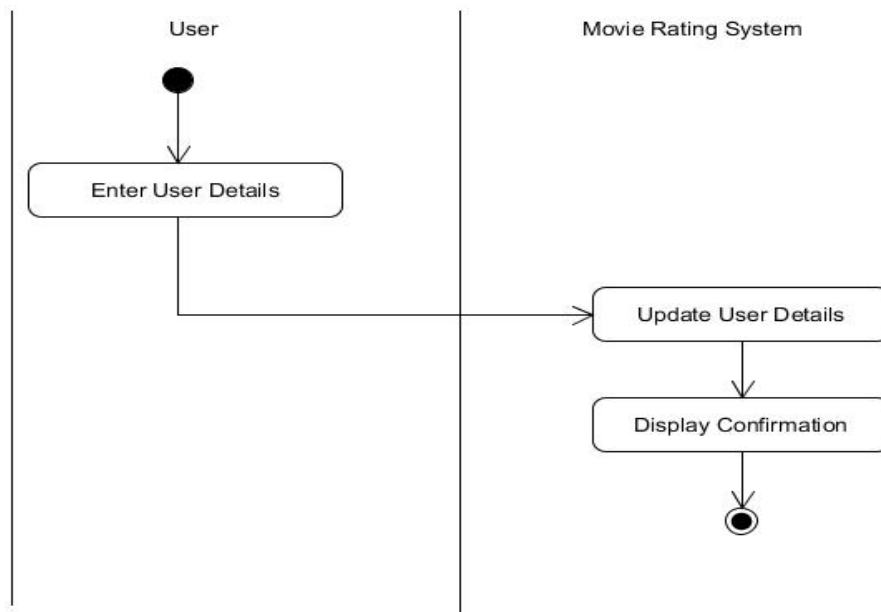 User
Movie Rating System
Enter User Details
Update User Details
Display Confirmation